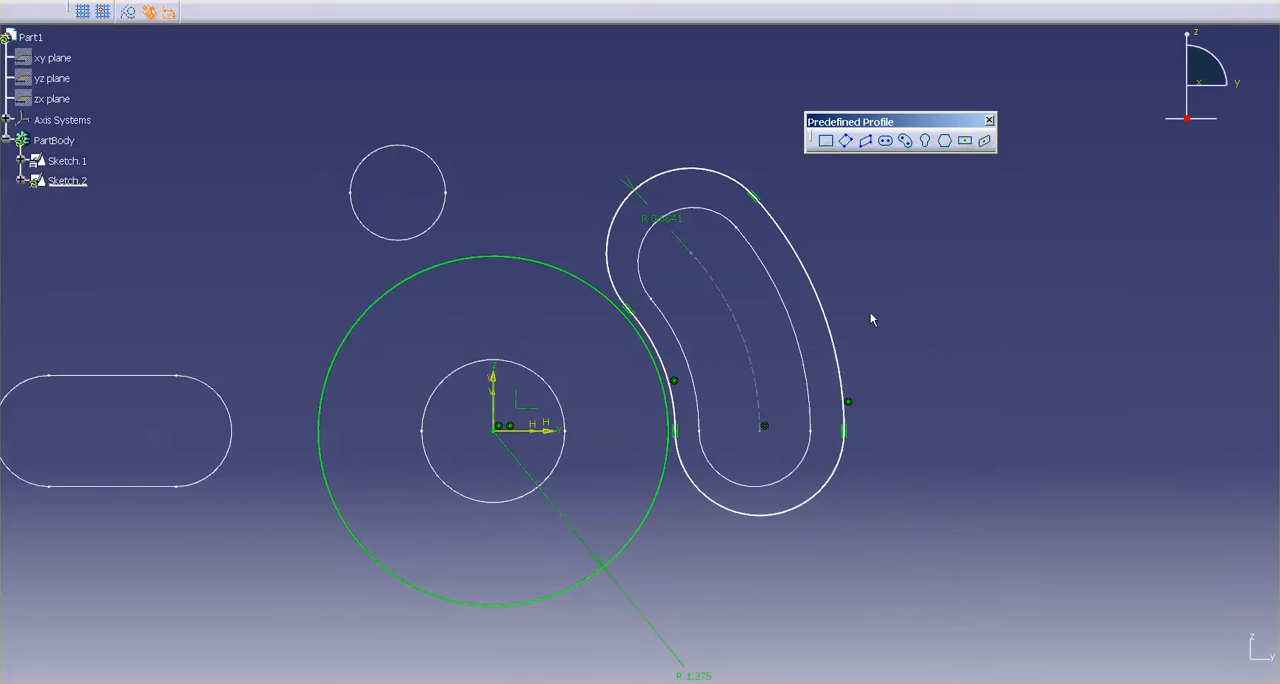 Part1
xy plane
yz plane
zx plane
Axis Systems
PartBody
Sketch.1
Sketch.2
Predefined Profile
z
x
y
V
H
H
R 1.375
z
y